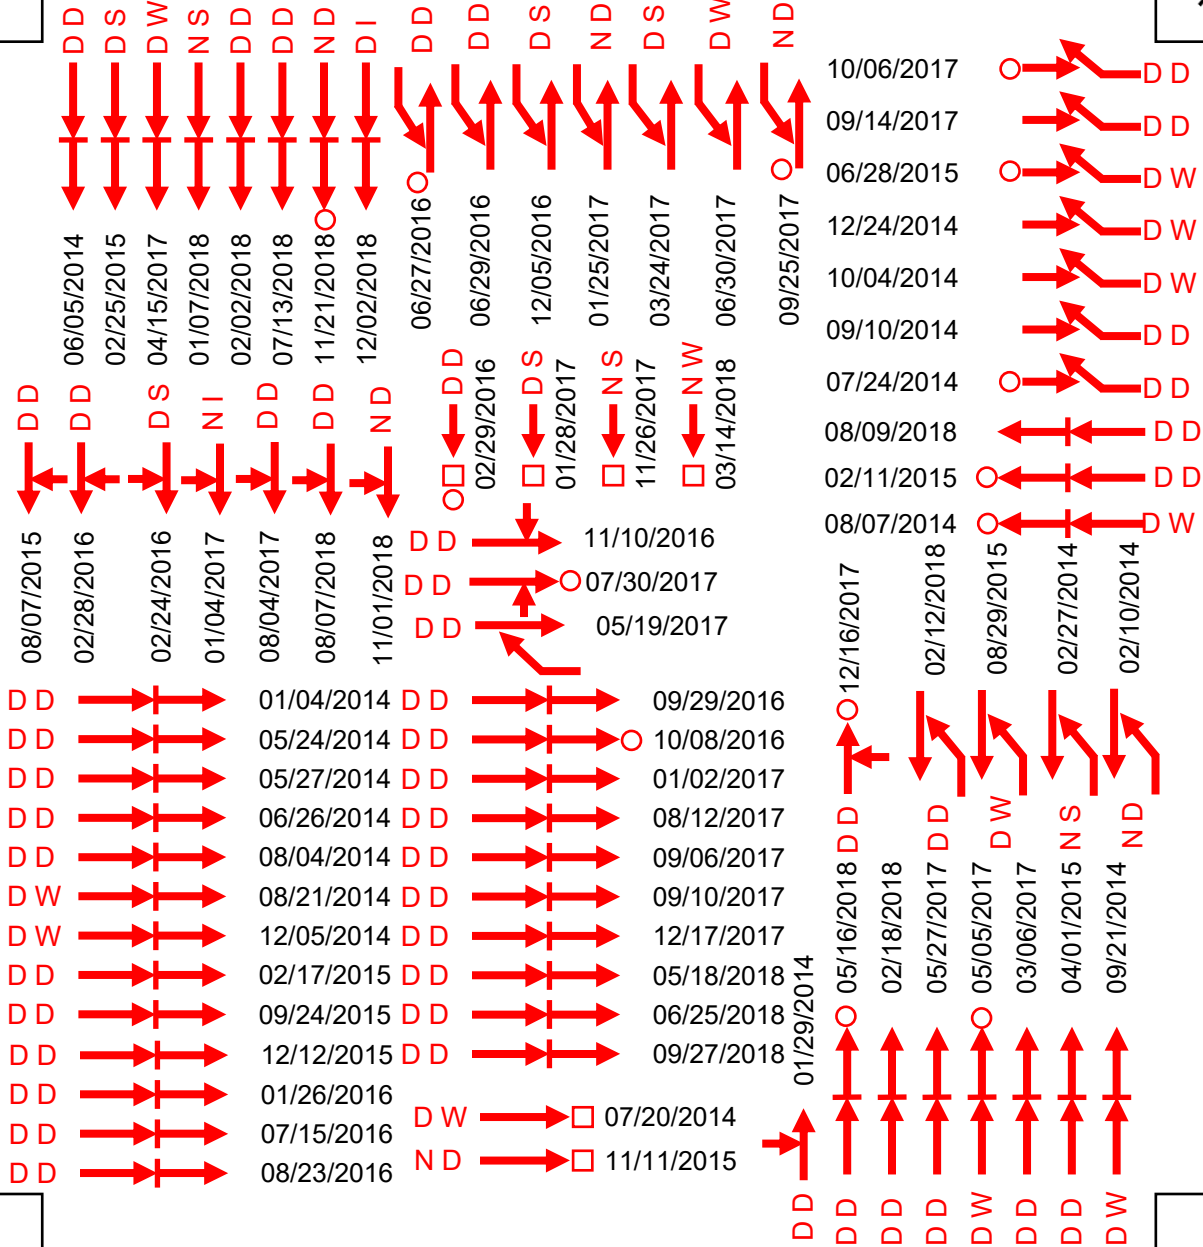 D D
D S
D W
N S
D D
D D
N D
D I
06/05/2014
02/25/2015
04/15/2017
01/07/2018
02/02/2018
07/13/2018
11/21/2018
12/02/2018
D D
D D
D S
N D
D S
D W
N D
06/27/2016
06/29/2016
12/05/2016
01/25/2017
03/24/2017
06/30/2017
09/25/2017
10/06/2017 D D
09/14/2017 D D
06/28/2015 D W
12/24/2014 D W
10/04/2014 D W
09/10/2014 D D
07/24/2014 D D
08/09/2018 D D
02/11/2015 D D
08/07/2014 D W
D D
D D
D S
N I
D D
D D
N D
08/07/2015
02/28/2016
02/24/2016
01/04/2017
08/04/2017
08/07/2018
11/01/2018
D D
02/29/2016
D S
01/28/2017
N S
11/26/2017
N W
03/14/2018
D D 11/10/2016
D D 07/30/2017
D D 05/19/2017
12/16/2017
D D
02/12/2018
D D
08/29/2015
D W
02/27/2014
N S
02/10/2014
N D
D D 01/04/2014
D D 05/24/2014
D D 05/27/2014
D D 06/26/2014
D D 08/04/2014
D W 08/21/2014
D W 12/05/2014
D D 02/17/2015
D D 09/24/2015
D D 12/12/2015
D D 01/26/2016
D D 07/15/2016
D D 08/23/2016
D D 09/29/2016
D D 10/08/2016
D D 01/02/2017
D D 08/12/2017
D D 09/06/2017
D D 09/10/2017
D D 12/17/2017
D D 05/18/2018
D D 06/25/2018
D D 09/27/2018
D W 07/20/2014
N D 11/11/2015
01/29/2014
D D
05/16/2018
02/18/2018
05/27/2017
05/05/2017
03/06/2017
04/01/2015
09/21/2014
D D
D D
D D
D W
D D
D D
D W